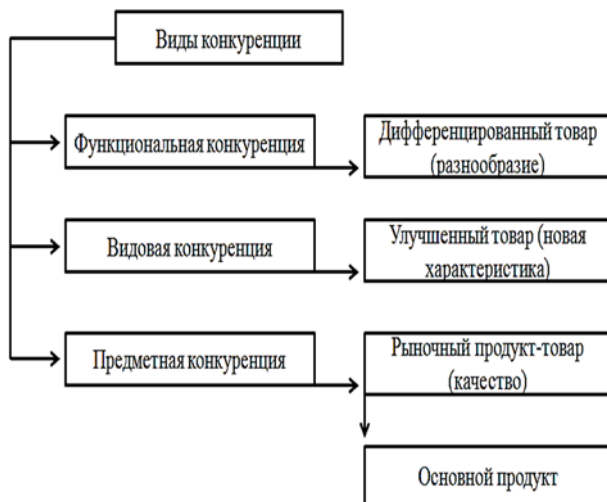 Виды конкуренции
Функциональная конкуренция
Дифференцированный товар
(разнообразие)
Видовая конкуренция
Улучшенный товар (новая
характеристика)
Предметная конкуренция
Рыночный продукт-товар
(качество)
Основной продукт